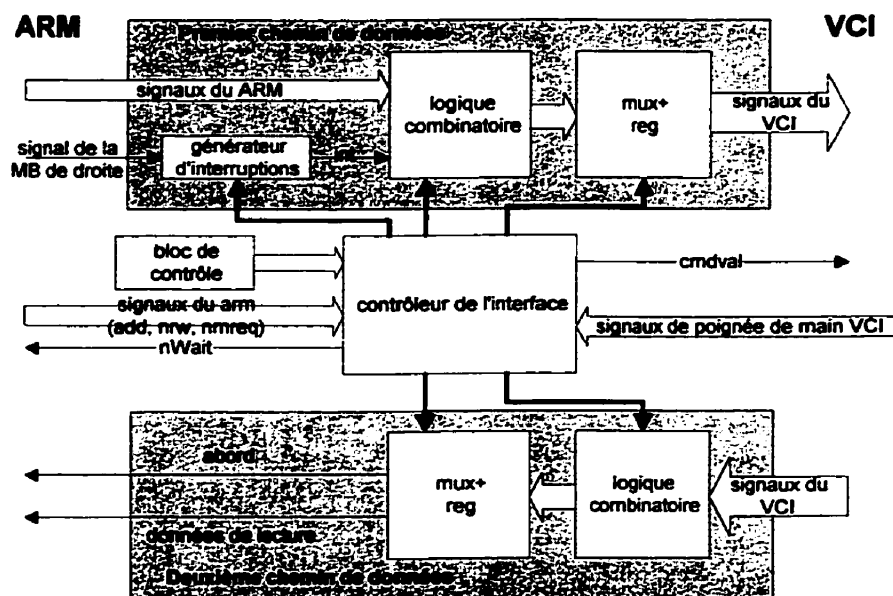 ARM
Premier chemin de données
VCI
signaux du ARM
logique
combinatoire
mux+
reg
signaux du
VCI
signal de la
MB de droite
générateur
d'interruptions
int
bloc de
contrôle
contrôleur de l'interface
cmdval
signaux du arm
(add, nrw, nmreq)
nWait
signaux de poignée de main VCI
abord
données de lecture
mux+
reg
logique
combinatoire
signaux du
VCI
Deuxième chemin de données